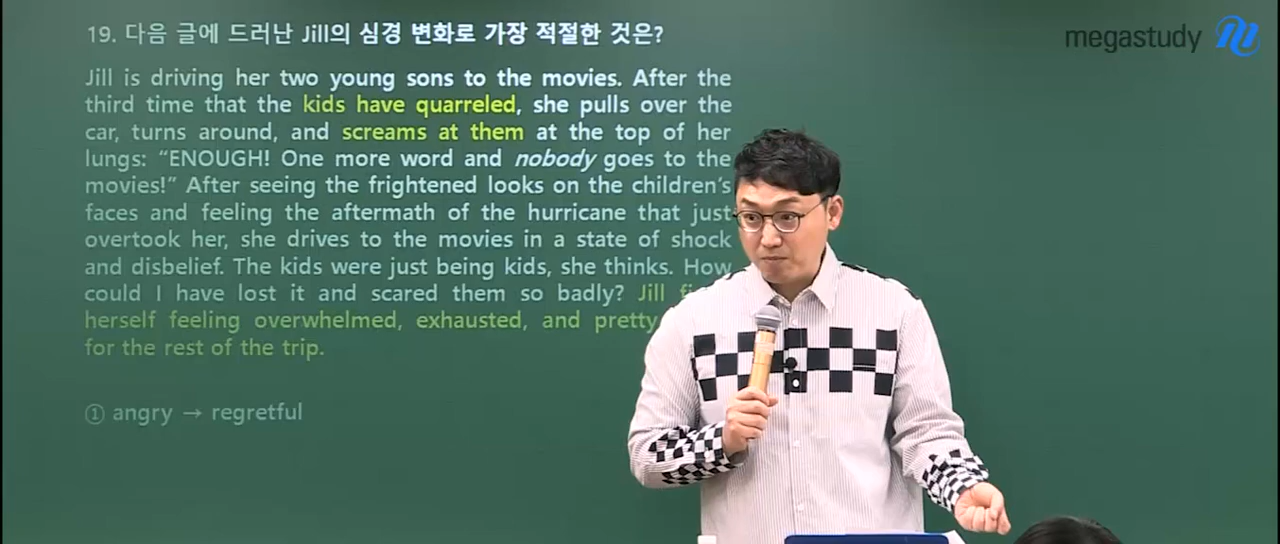 19. 다음 글에 드러난 Jill의 심경 변화로 가장 적절한 것은?
megastudy
Jill is driving her two young sons to the movies. After the
third time that the kids have quarreled, she pulls over the
car, turns around, and screams at them at the top of her
lungs: “ENOUGH! One more word and nobody goes to the
movies!” After seeing the frightened looks on the children’s
faces and feeling the aftermath of the hurricane that just
overtook her, she drives to the movies in a state of shock
and disbelief. The kids were just being kids, she thinks. How
could I have lost it and scared them so badly? Jill
herself feeling overwhelmed, exhausted, and pretty
for the rest of the trip.
① angry → regretful